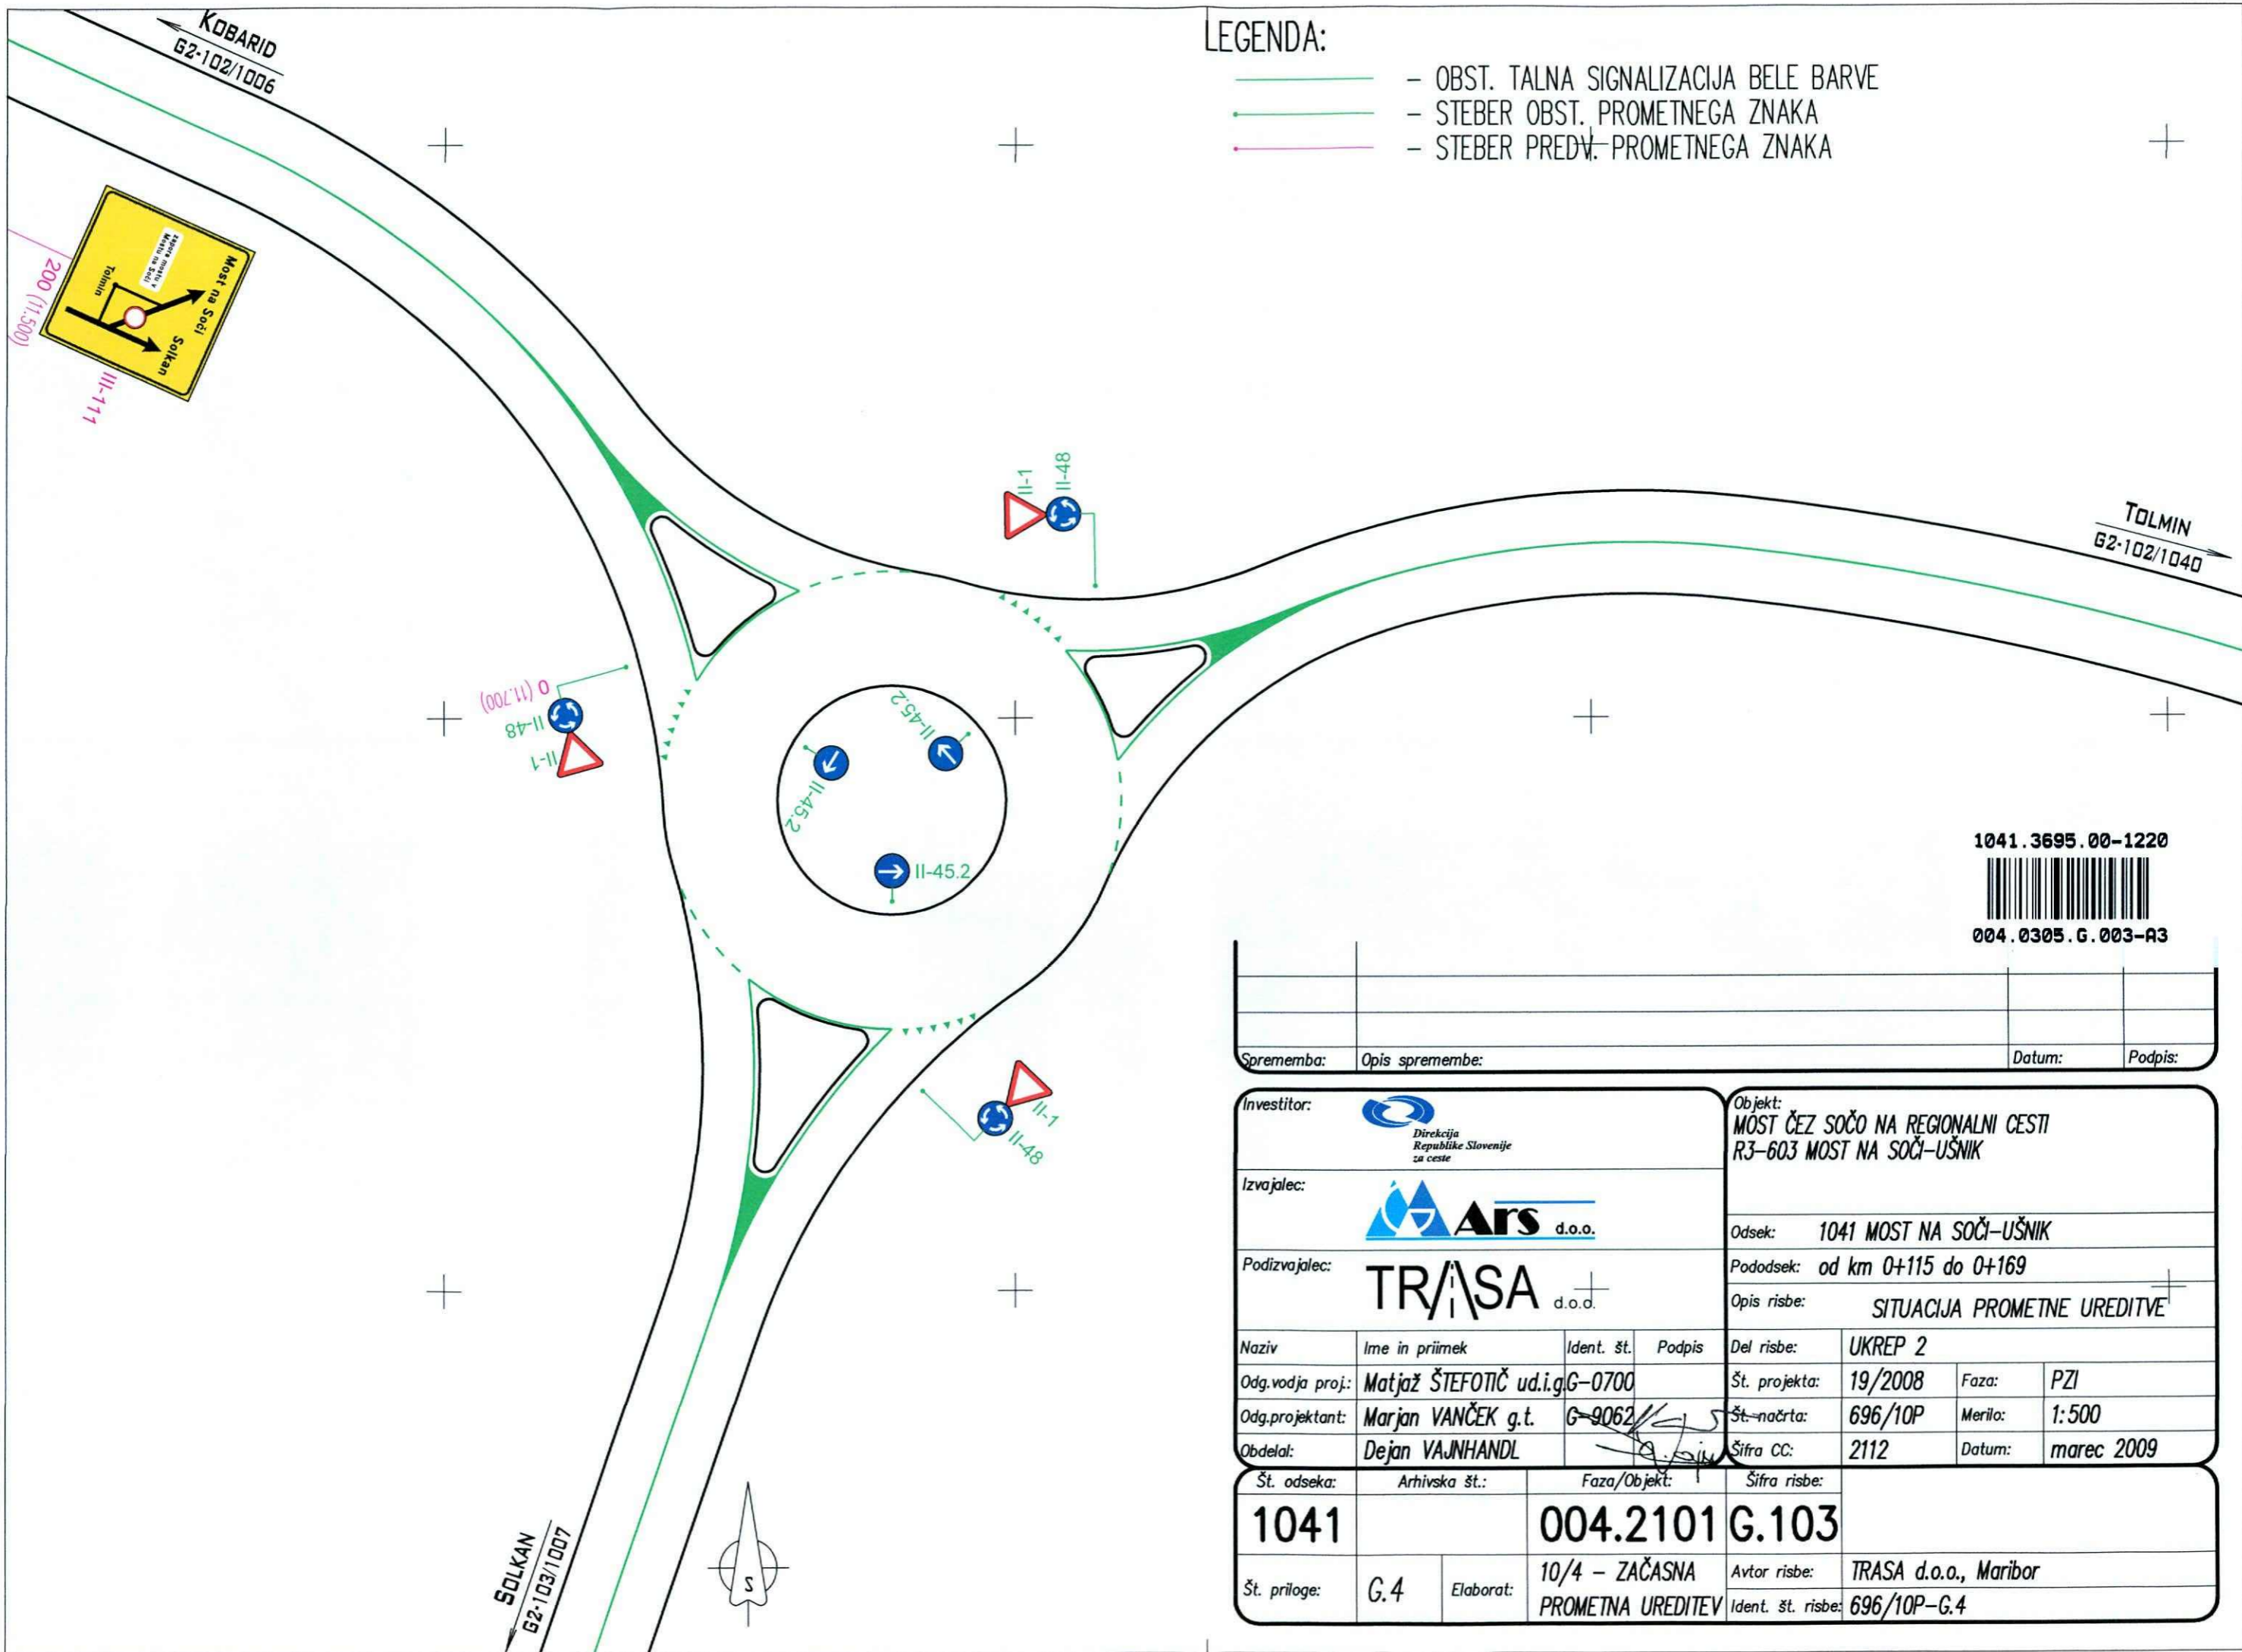 KOBARID
G2-102/1006
LEGENDA:
– OBST. TALNA SIGNALIZACIJA BELE BARVE
– STEBER OBST. PROMETNEGA ZNAKA
– STEBER PREDV. PROMETNEGA ZNAKA
Most na Soči
zapora mostu v
Mostu na Soči
Tolmin
Solkan
200 (11.500)
III-111
II-1
II-48
TOLMIN
G2-102/1040
0 (11.700)
II-48
II-1
II-45.2
II-45.2
II-45.2
II-1
II-48
SOLKAN
G2-103/1007
S
1041.3695.00-1220
004.0305.G.003-A3
Sprememba: Opis spremembe: Datum: Podpis:
Investitor:
Direkcija
Republike Slovenije
za ceste
Objekt:
MOST ČEZ SOČO NA REGIONALNI CESTI
R3-603 MOST NA SOČI-UŠNIK
Izvajalec:
Ars d.o.o.
Odsek: 1041 MOST NA SOČI-UŠNIK
Podizvajalec:
TRASA d.o.o.
Pododsek: od km 0+115 do 0+169
Opis risbe: SITUACIJA PROMETNE UREDITVE
Naziv Ime in priimek Ident. št. Podpis Del risbe: UKREP 2
Odg.vodja proj.: Matjaž ŠTEFOTIČ ud.i.g. G-0700 Št. projekta: 19/2008 Faza: PZI
Odg.projektant: Marjan VANČEK g.t. G-9062 Št. načrta: 696/10P Merilo: 1:500
Obdelal: Dejan VAJNHANDL Šifra CC: 2112 Datum: marec 2009
Št. odseka: Arhivska št.: Faza/Objekt: Šifra risbe:
1041 004.2101 G.103
Št. priloge: G.4 Elaborat: 10/4 – ZAČASNA
PROMETNA UREDITEV
Avtor risbe: TRASA d.o.o., Maribor
Ident. št. risbe: 696/10P-G.4